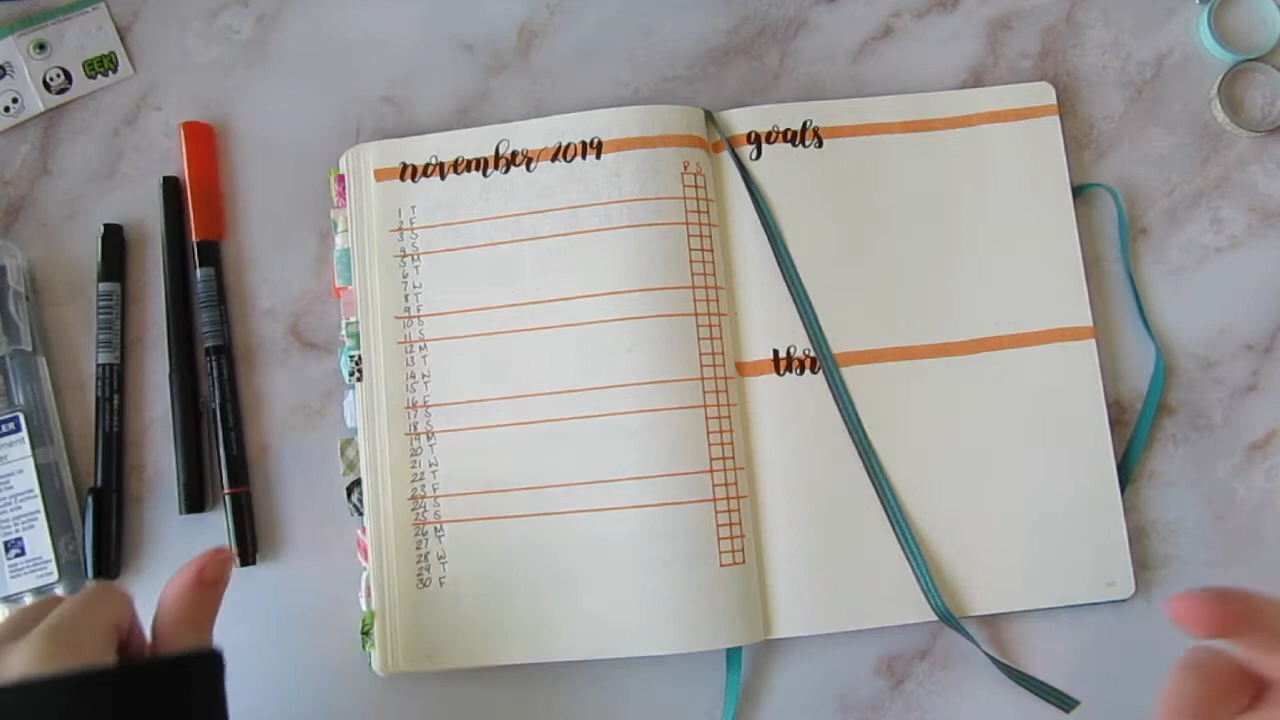 EEK!
november 2019
P S
1 T
2 F
3 S
4 S
5 M
6 T
7 W
8 T
9 F
10 S
11 S
12 M
13 T
14 W
15 T
16 F
17 S
18 S
19 M
20 T
21 W
22 T
23 F
24 S
25 S
26 M
27 T
28 W
29 T
30 F
goals
tbr